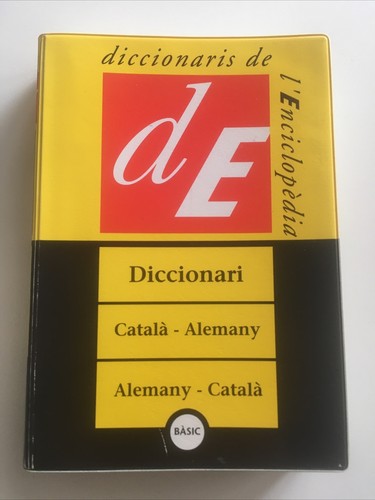 diccionaris de
l'Enciclopèdia
dE
Diccionari
Català - Alemany
Alemany - Català
BÀSIC